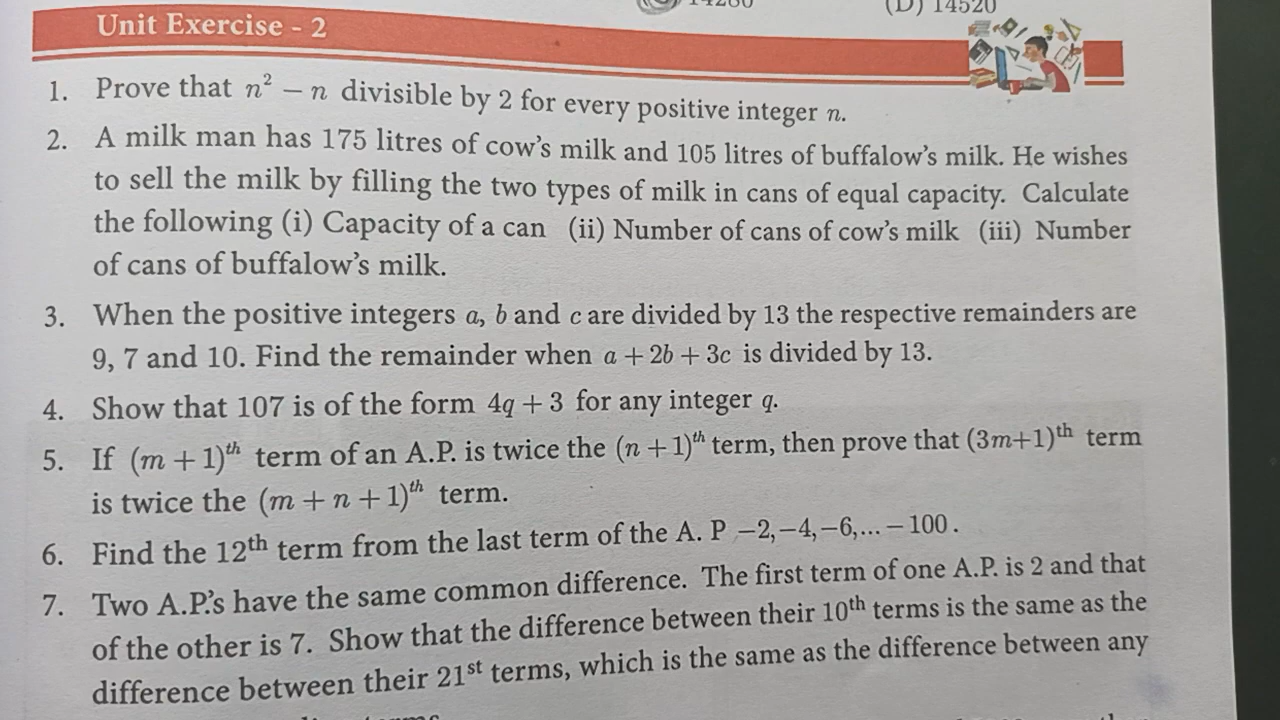 (D) 14520
Unit Exercise - 2
1. Prove that n² − n divisible by 2 for every positive integer n.
2. A milk man has 175 litres of cow's milk and 105 litres of buffalow's milk. He wishes
to sell the milk by filling the two types of milk in cans of equal capacity. Calculate
the following (i) Capacity of a can (ii) Number of cans of cow's milk (iii) Number
of cans of buffalow's milk.
3. When the positive integers a, b and c are divided by 13 the respective remainders are
9, 7 and 10. Find the remainder when a + 2b + 3c is divided by 13.
4. Show that 107 is of the form 4q + 3 for any integer q.
5. If (m + 1)ᵗʰ term of an A.P. is twice the (n + 1)ᵗʰ term, then prove that (3m+1)ᵗʰ term
is twice the (m + n + 1)ᵗʰ term.
6. Find the 12ᵗʰ term from the last term of the A. P −2,−4,−6,... − 100.
7. Two A.P.'s have the same common difference. The first term of one A.P. is 2 and that
of the other is 7. Show that the difference between their 10ᵗʰ terms is the same as the
difference between their 21ˢᵗ terms, which is the same as the difference between any